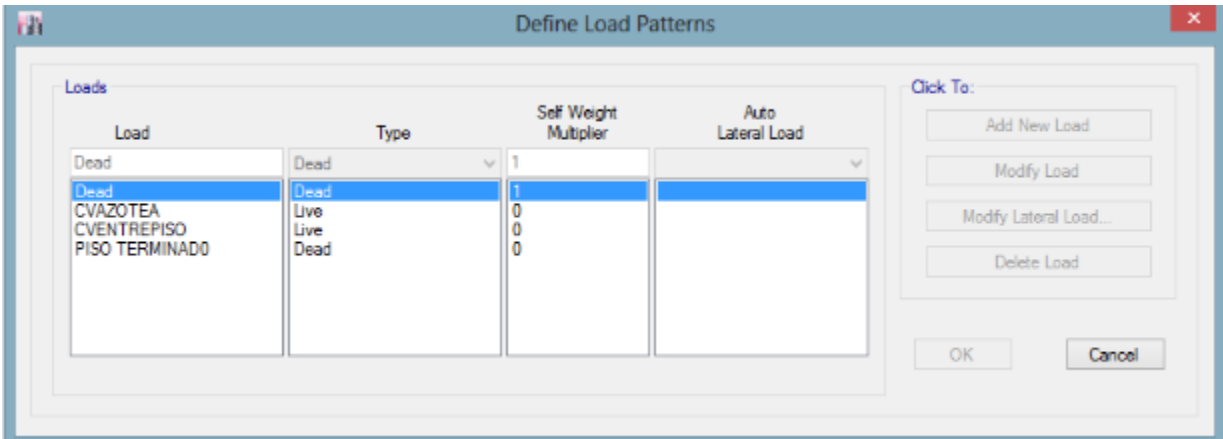 Define Load Patterns
Loads
Click To:
Load Type Self Weight Multiplier Auto Lateral Load
Dead Dead 1
Dead Dead 1
CVAZOTEA Live 0
CVENTREPISO Live 0
PISO TERMINAD0 Dead 0
Add New Load
Modify Load
Modify Lateral Load...
Delete Load
OK Cancel